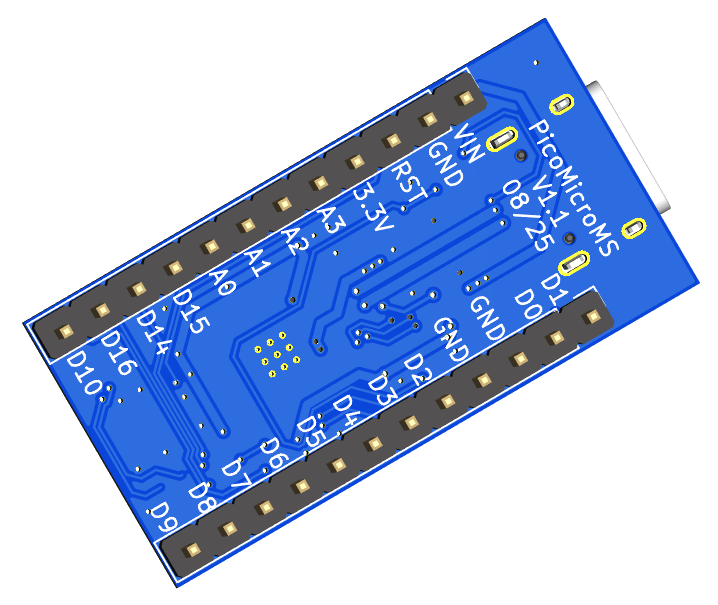 PicoMicroMS
V1.1
08/25
VIN
GND
RST
3.3V
A3
A2
A1
A0
D15
D14
D16
D10
D1
D0
GND
GND
D2
D3
D4
D5
D6
D7
D8
D9